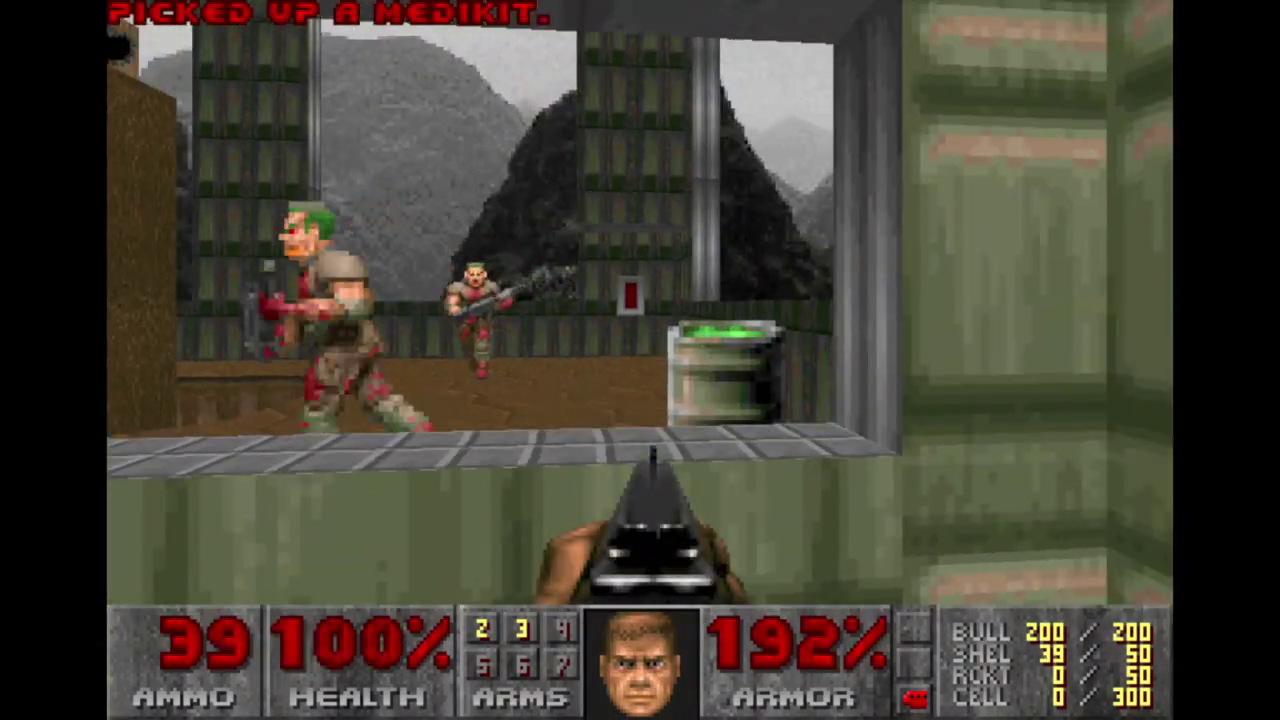 PICKED UP A MEDIKIT.
39 100% 2 3 4 192% BULL 200 / 200
5 6 7 SHEL 39 / 50
RCKT 0 / 50
AMMO HEALTH ARMS ARMOR CELL 0 / 300